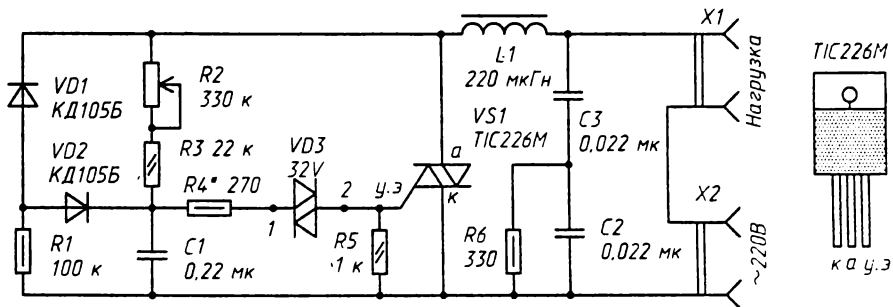 VD1
КД105Б
R2
330 к
R3 22 к
VD2
КД105Б
R4* 270
VD3
32V
1
2
у.э
R1
100 к
C1
0,22 мк
R5
1 к
L1
220 мкГн
VS1
TIC226M
а
к
C3
0,022 мк
R6
330
C2
0,022 мк
X1
Нагрузка
X2
~220В
TIC226M
к а у.э